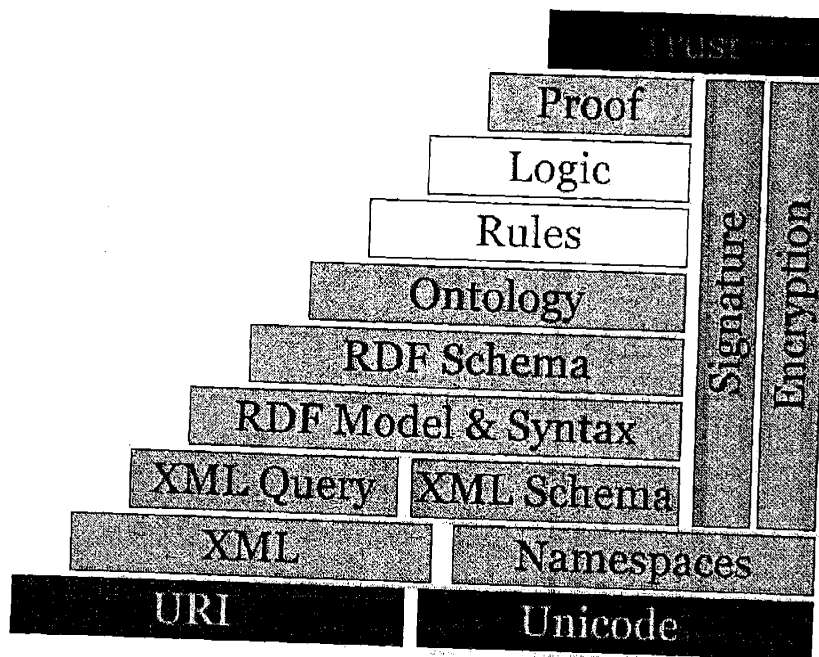 Trust
Proof
Logic
Rules
Ontology
RDF Schema
RDF Model & Syntax
XML Query XML Schema
XML Namespaces
URI Unicode
Signature
Encryption